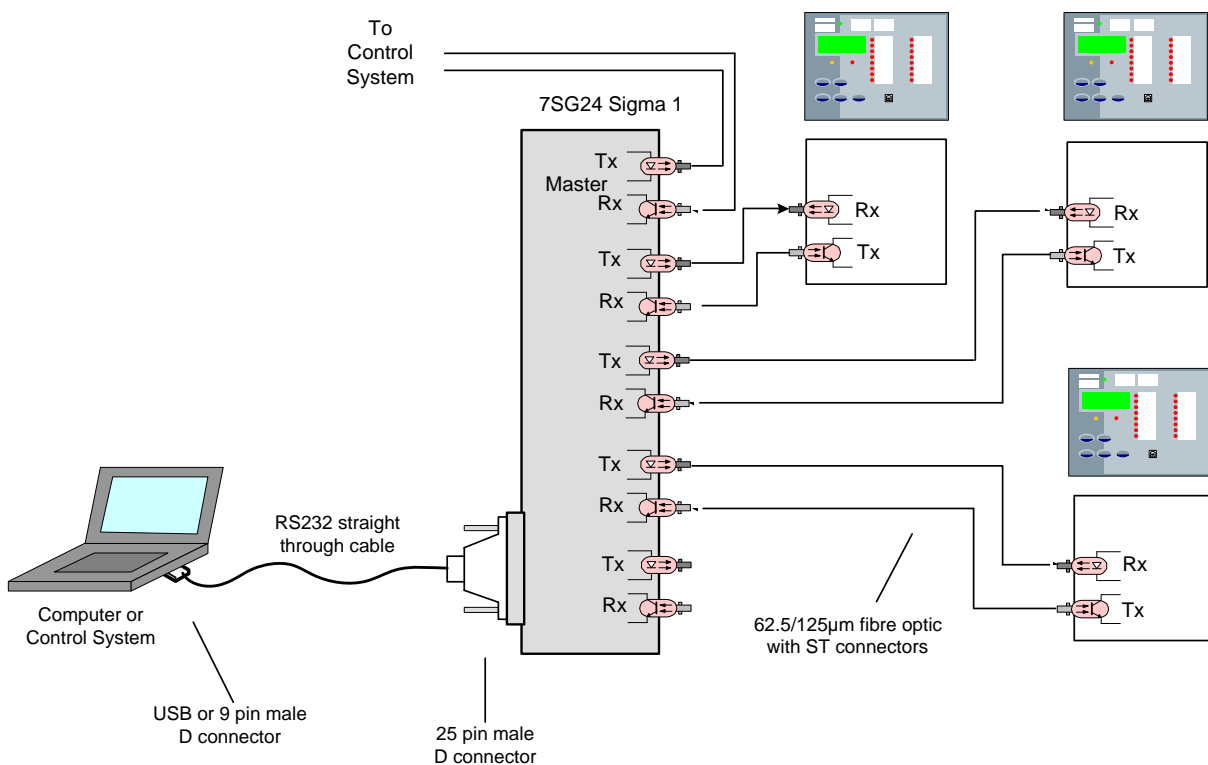 To
Control
System
7SG24 Sigma 1
Tx
Master
Rx
Tx
Rx
Tx
Rx
Tx
Rx
Tx
Rx
Rx
Tx
Rx
Tx
Rx
Tx
RS232 straight
through cable
Computer or
Control System
USB or 9 pin male
D connector
25 pin male
D connector
62.5/125µm fibre optic
with ST connectors